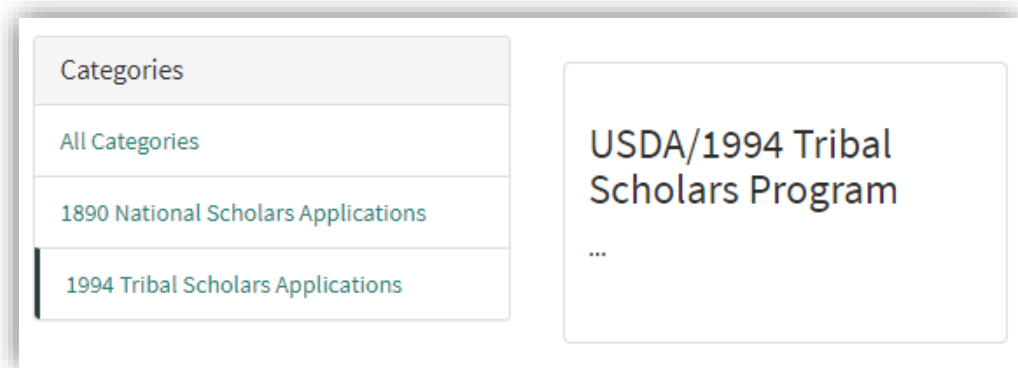 Categories
All Categories
1890 National Scholars Applications
1994 Tribal Scholars Applications
USDA/1994 Tribal
Scholars Program
...